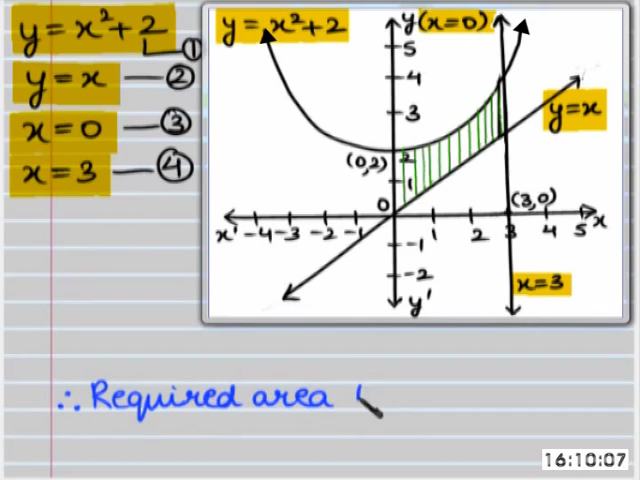 y = x² + 2 ①
y = x — ②
x = 0 — ③
x = 3 — ④
y = x² + 2
y (x = 0)
5
4
3
2
1
(0,2)
y = x
0
(3,0)
x' -4 -3 -2 -1 1 2 3 4 5 x
-1
-2
y'
x = 3
∴ Required area
16:10:07